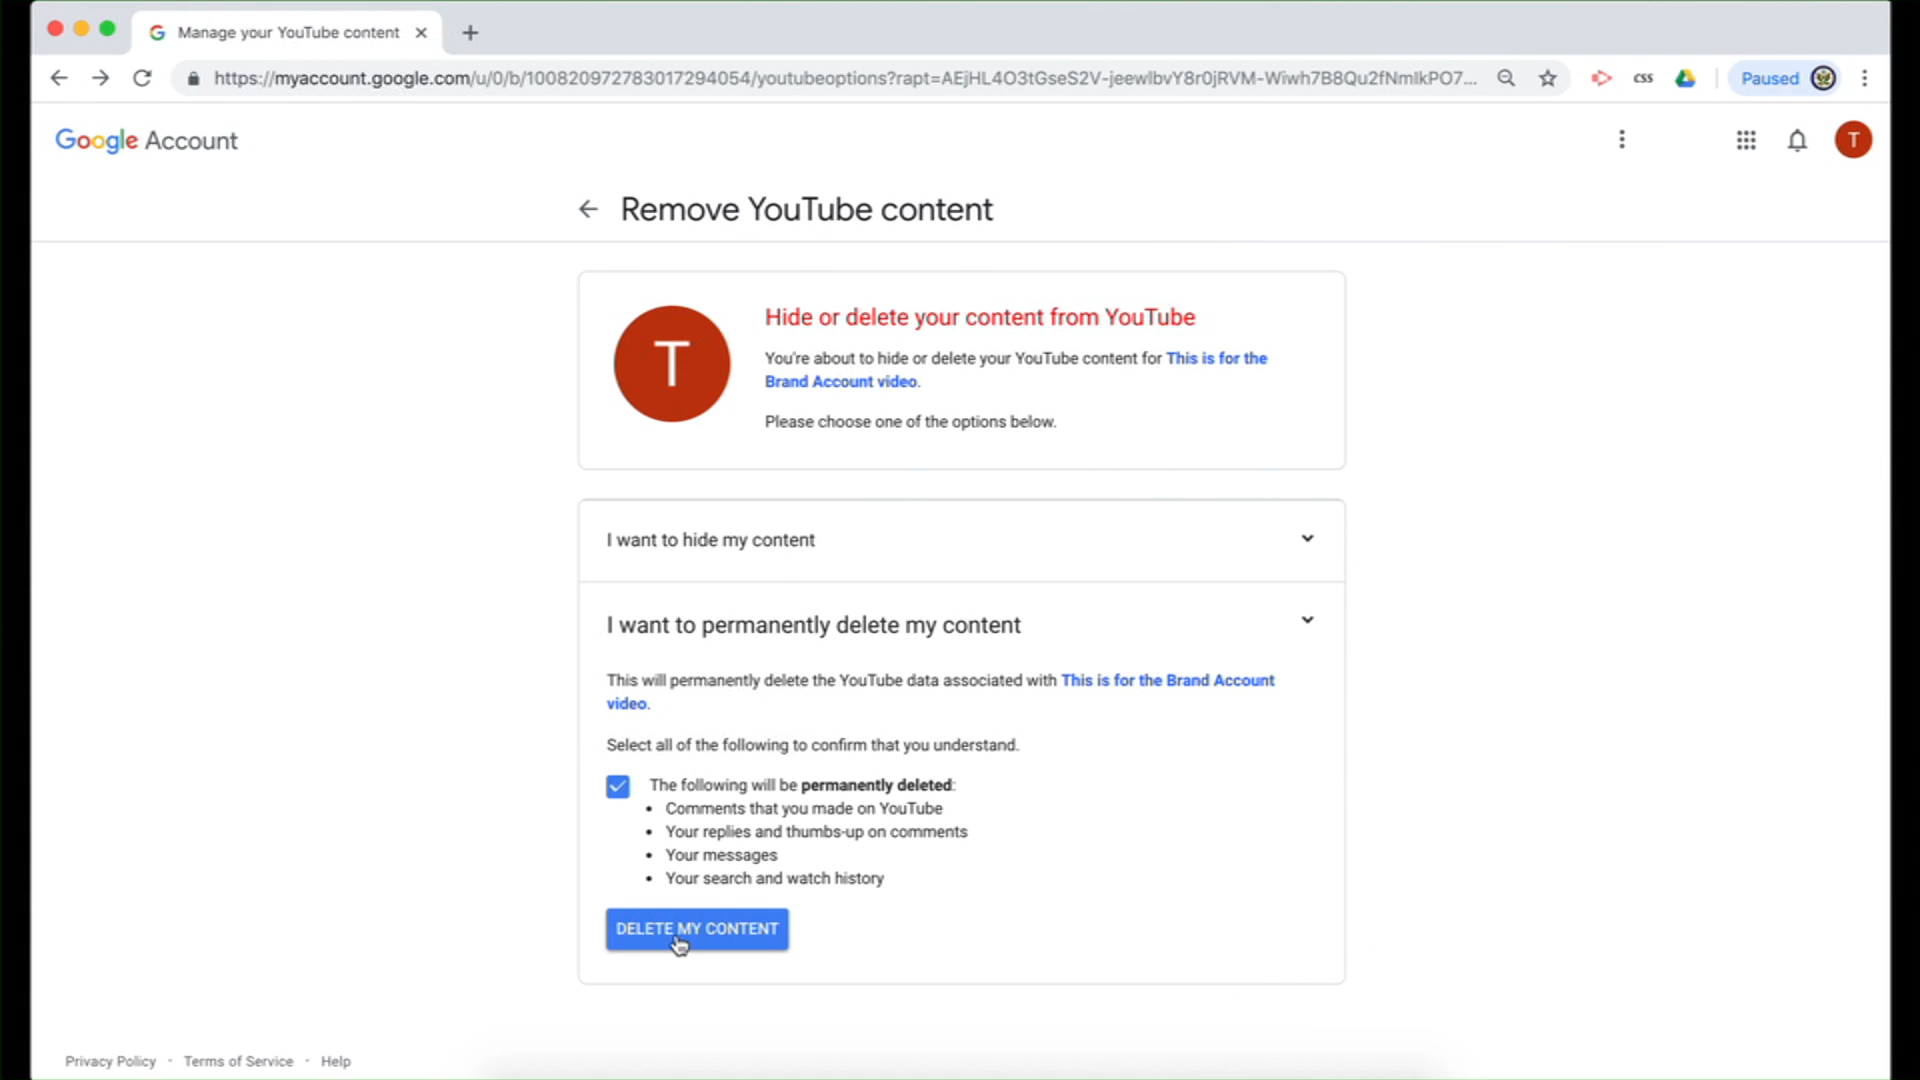 Manage your YouTube content
https://myaccount.google.com/u/0/b/100820972783017294054/youtubeoptions?rapt=AEjHL4O3tGseS2V-jeewlbvY8r0jRVM-Wiwh7B8Qu2fNmlkPO7...
css
Paused
Google Account
T
Remove YouTube content
T
Hide or delete your content from YouTube
You're about to hide or delete your YouTube content for This is for the
Brand Account video.
Please choose one of the options below.
I want to hide my content
I want to permanently delete my content
This will permanently delete the YouTube data associated with This is for the Brand Account
video.
Select all of the following to confirm that you understand.
The following will be permanently deleted:
• Comments that you made on YouTube
• Your replies and thumbs-up on comments
• Your messages
• Your search and watch history
DELETE MY CONTENT
Privacy Policy · Terms of Service · Help